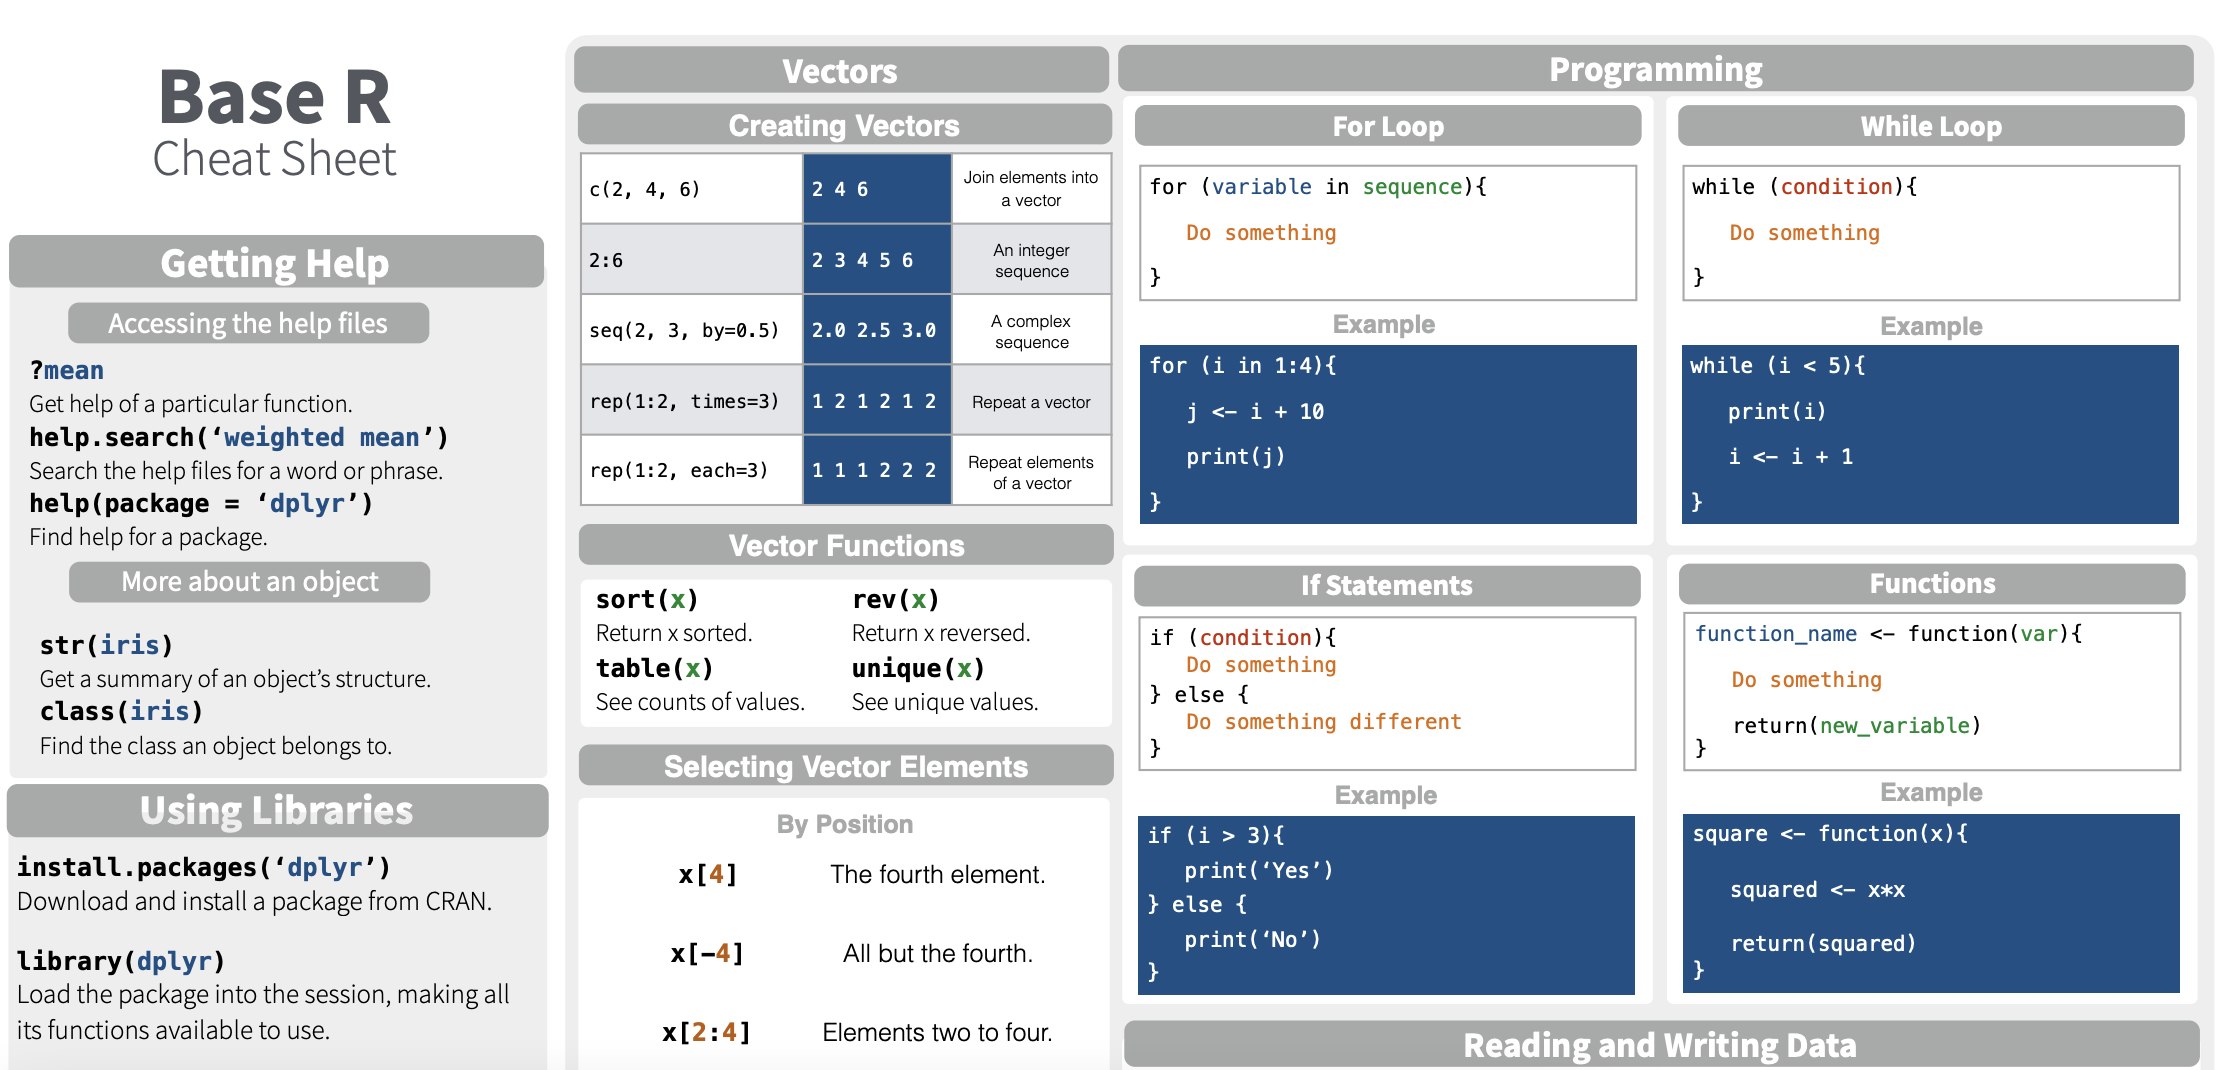 Base R
Cheat Sheet
Getting Help
Accessing the help files
?mean
Get help of a particular function.
help.search(‘weighted mean’)
Search the help files for a word or phrase.
help(package = ‘dplyr’)
Find help for a package.
More about an object
str(iris)
Get a summary of an object’s structure.
class(iris)
Find the class an object belongs to.
Using Libraries
install.packages(‘dplyr’)
Download and install a package from CRAN.
library(dplyr)
Load the package into the session, making all
its functions available to use.
Vectors
Creating Vectors
c(2, 4, 6) 2 4 6 Join elements into
a vector
2:6 2 3 4 5 6 An integer
sequence
seq(2, 3, by=0.5) 2.0 2.5 3.0 A complex
sequence
rep(1:2, times=3) 1 2 1 2 1 2 Repeat a vector
rep(1:2, each=3) 1 1 1 2 2 2 Repeat elements
of a vector
Vector Functions
sort(x) rev(x)
Return x sorted. Return x reversed.
table(x) unique(x)
See counts of values. See unique values.
Selecting Vector Elements
By Position
x[4] The fourth element.
x[-4] All but the fourth.
x[2:4] Elements two to four.
Programming
For Loop
for (variable in sequence){
Do something
}
Example
for (i in 1:4){
j <- i + 10
print(j)
}
While Loop
while (condition){
Do something
}
Example
while (i < 5){
print(i)
i <- i + 1
}
If Statements
if (condition){
Do something
} else {
Do something different
}
Example
if (i > 3){
print(‘Yes’)
} else {
print(‘No’)
}
Functions
function_name <- function(var){
Do something
return(new_variable)
}
Example
square <- function(x){
squared <- x*x
return(squared)
}
Reading and Writing Data